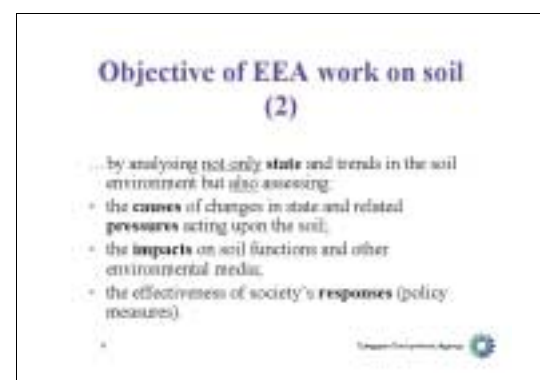 Objective of EEA work on soil
(2)
…by analysing not only state and trends in the soil
environment but also assessing:
• the causes of changes in state and related
pressures acting upon the soil;
• the impacts on soil functions and other
environmental media;
• the effectiveness of society's responses (policy
measures)
European Environment Agency